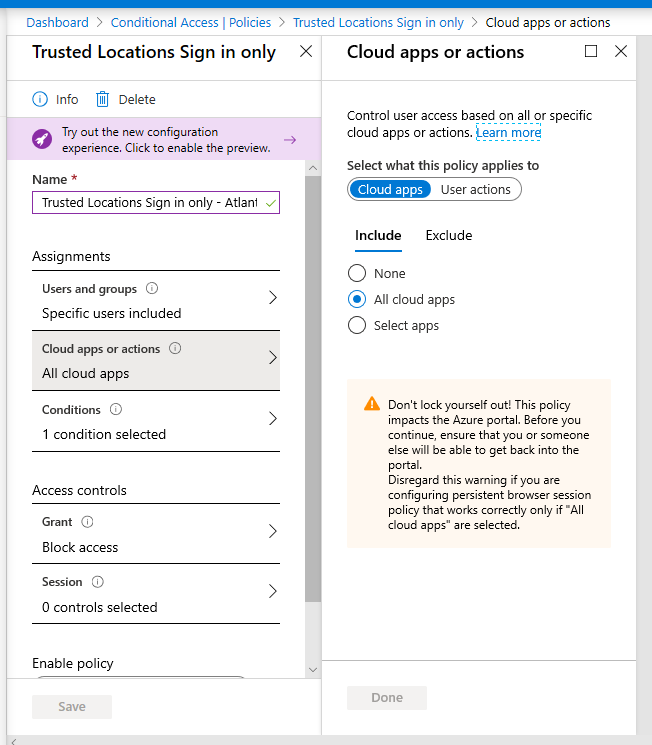 Dashboard > Conditional Access | Policies > Trusted Locations Sign in only > Cloud apps or actions
Trusted Locations Sign in only
Info
Delete
Try out the new configuration
experience. Click to enable the preview.
Name *
Trusted Locations Sign in only - Atlant
Assignments
Users and groups
Specific users included
Cloud apps or actions
All cloud apps
Conditions
1 condition selected
Access controls
Grant
Block access
Session
0 controls selected
Enable policy
Save
Cloud apps or actions
Control user access based on all or specific
cloud apps or actions. Learn more
Select what this policy applies to
Cloud apps
User actions
Include
Exclude
None
All cloud apps
Select apps
Don't lock yourself out! This policy
impacts the Azure portal. Before you
continue, ensure that you or someone
else will be able to get back into the
portal.
Disregard this warning if you are
configuring persistent browser session
policy that works correctly only if "All
cloud apps" are selected.
Done